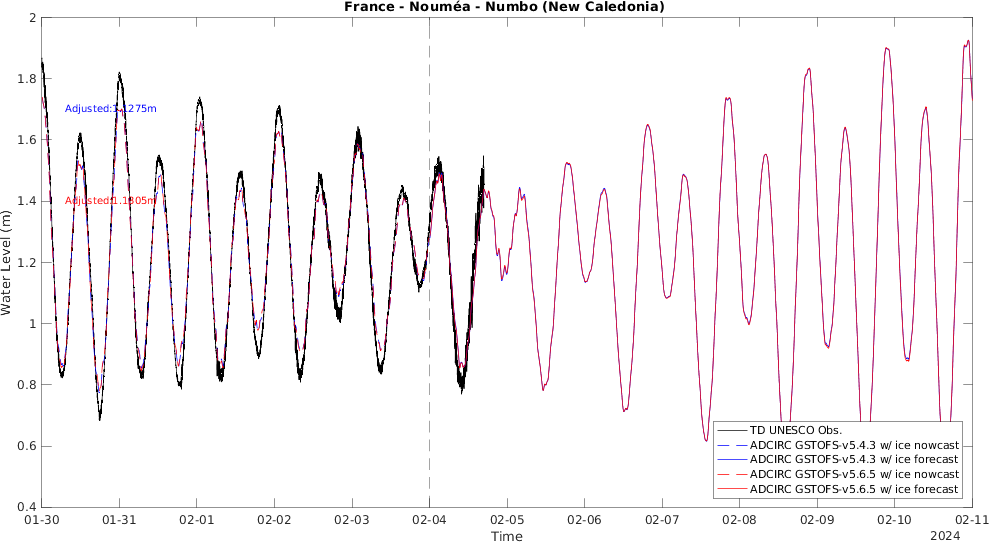 France - Nouméa - Numbo (New Caledonia)
Water Level (m)
2
1.8
1.6
1.4
1.2
1
0.8
0.6
0.4
Adjusted:1.1275m
Adjusted:1.1305m
TD UNESCO Obs.
ADCIRC GSTOFS-v5.4.3 w/ ice nowcast
ADCIRC GSTOFS-v5.4.3 w/ ice forecast
ADCIRC GSTOFS-v5.6.5 w/ ice nowcast
ADCIRC GSTOFS-v5.6.5 w/ ice forecast
01-30 01-31 02-01 02-02 02-03 02-04 02-05 02-06 02-07 02-08 02-09 02-10 02-11
Time
2024